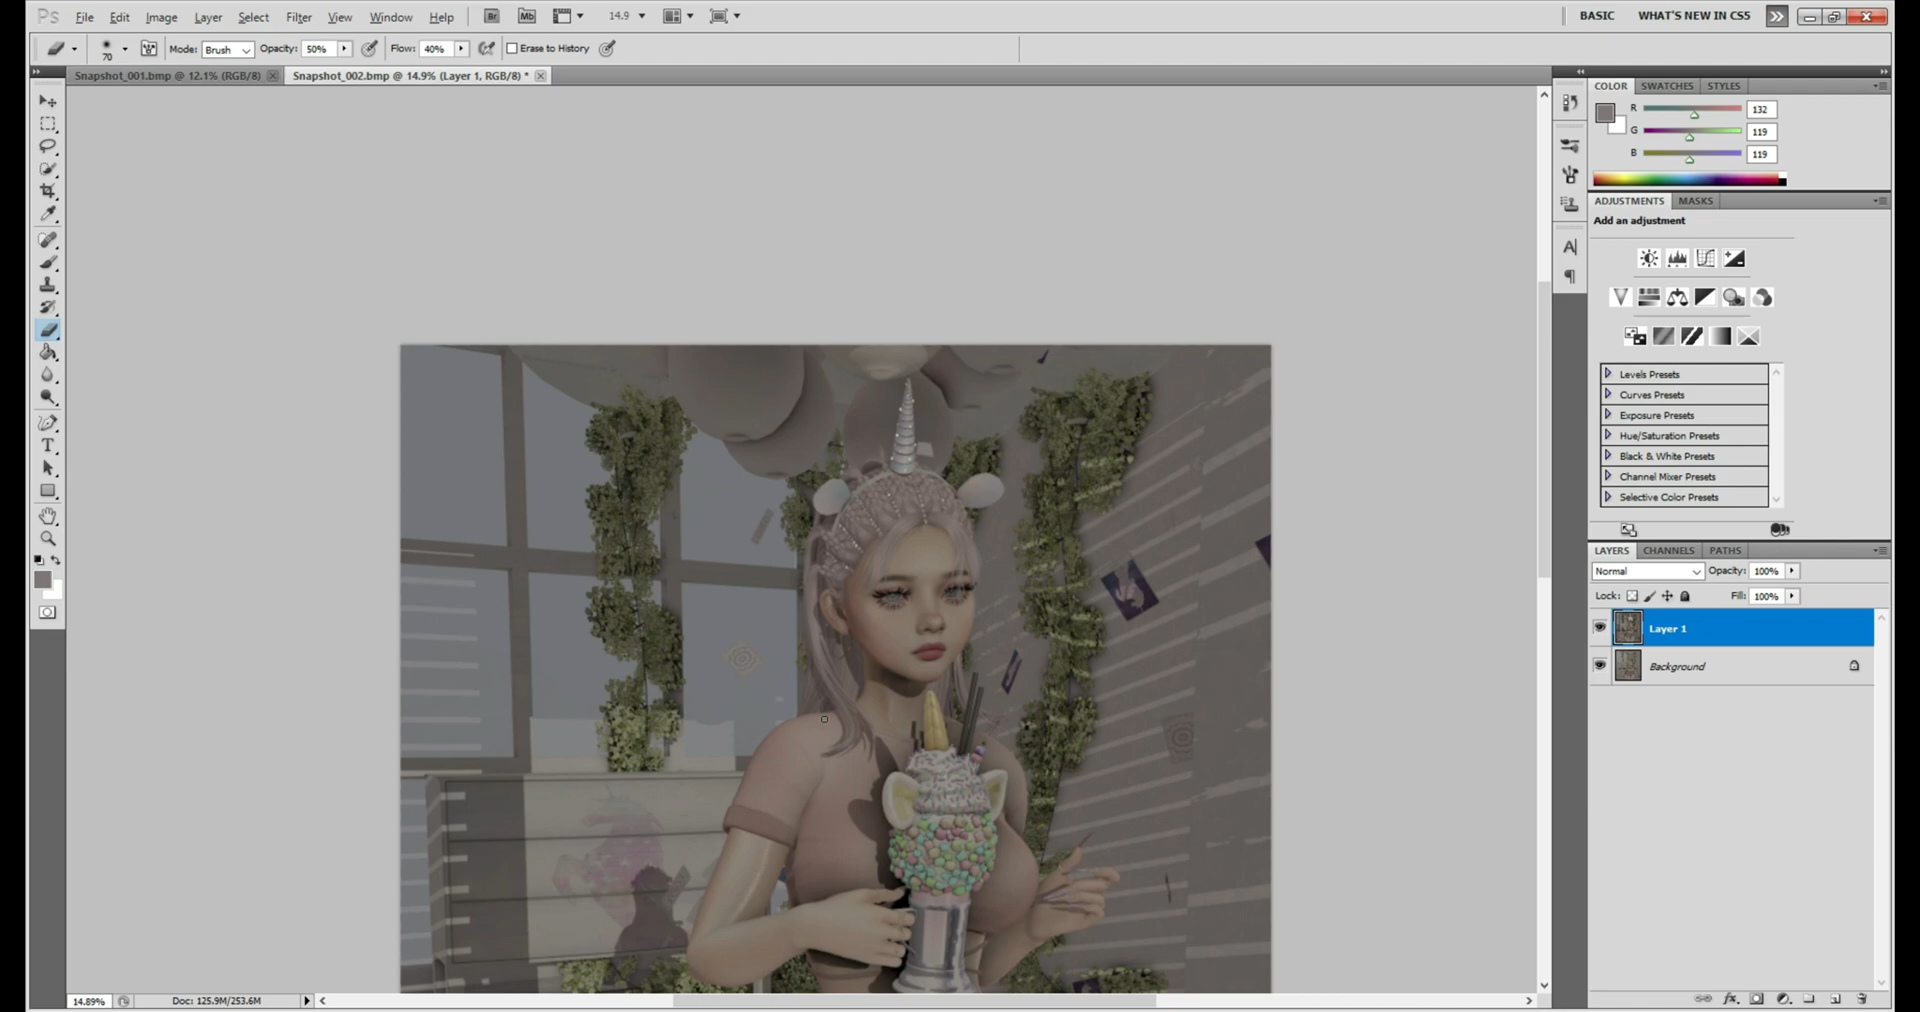 Ps File Edit Image Layer Select Filter View Window Help Br Mb 14.9 BASIC WHAT'S NEW IN CS5
70 Mode: Brush Opacity: 50% Flow: 40% Erase to History
Snapshot_001.bmp @ 12.1% (RGB/8) Snapshot_002.bmp @ 14.9% (Layer 1, RGB/8) *
COLOR SWATCHES STYLES
R 132
G 119
B 119
ADJUSTMENTS MASKS
Add an adjustment
Levels Presets
Curves Presets
Exposure Presets
Hue/Saturation Presets
Black & White Presets
Channel Mixer Presets
Selective Color Presets
LAYERS CHANNELS PATHS
Normal Opacity: 100%
Lock: Fill: 100%
Layer 1
Background
14.89% Doc: 125.9M/253.6M